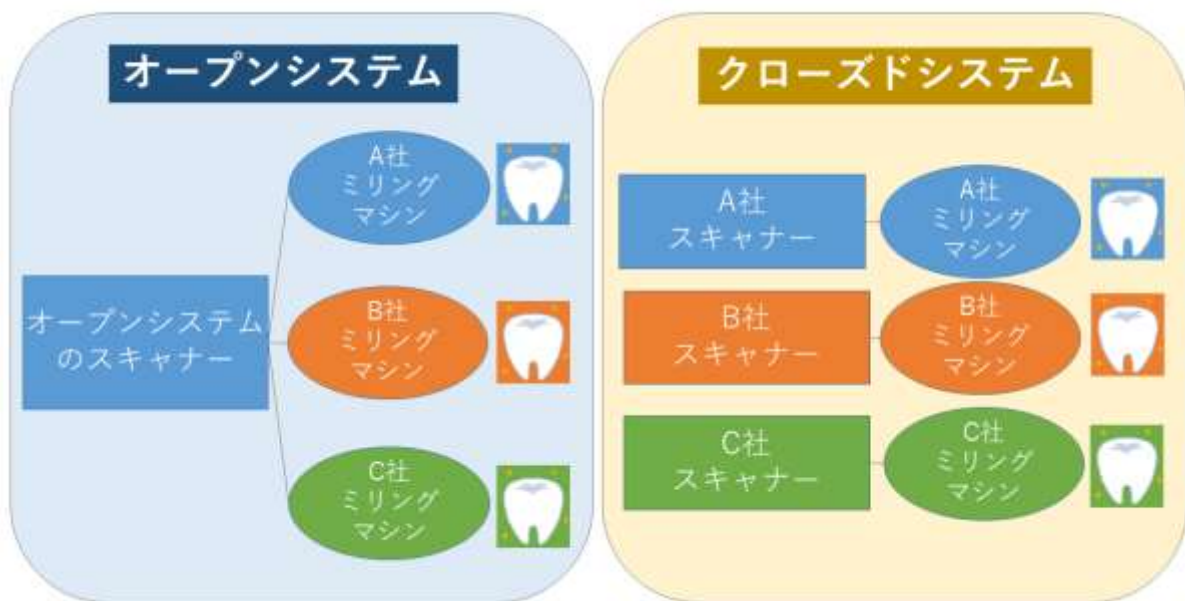 オープンシステム
オープンシステム
のスキャナー
A社
ミリング
マシン
B社
ミリング
マシン
C社
ミリング
マシン
クローズドシステム
A社
スキャナー
A社
ミリング
マシン
B社
スキャナー
B社
ミリング
マシン
C社
スキャナー
C社
ミリング
マシン